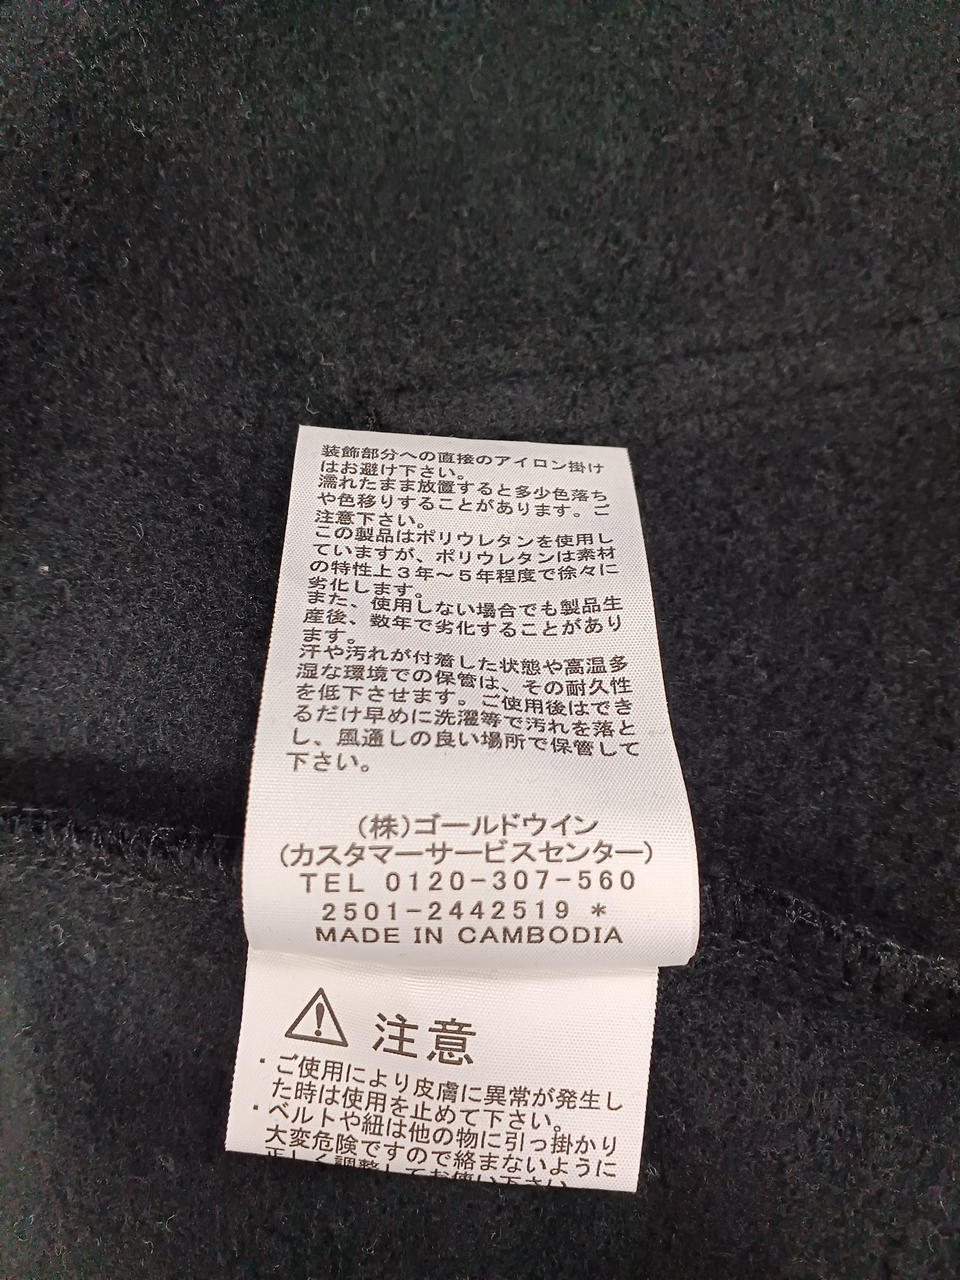 装飾部分への直接のアイロン掛け
はお避け下さい。
濡れたまま放置すると多少色落ち
や色移りすることがあります。ご
注意下さい。
この製品はポリウレタンを使用し
ていますが、ポリウレタンは素材
の特性上3年～5年程度で徐々に
劣化します。
また、使用しない場合でも製品生
産後、数年で劣化することがあり
ます。
汗や汚れが付着した状態や高温多
湿な環境での保管は、その耐久性
を低下させます。ご使用後はでき
るだけ早めに洗濯等で汚れを落と
し、風通しの良い場所で保管して
下さい。
(株)ゴールドウイン
(カスタマーサービスセンター)
TEL 0120-307-560
2501-2442519 *
MADE IN CAMBODIA
注意
・ご使用により皮膚に異常が発生し
た時は使用を止めて下さい。
・ベルトや紐は他の物に引っ掛かり
大変危険ですので絡まないように
正しく調整してお使い下さい。